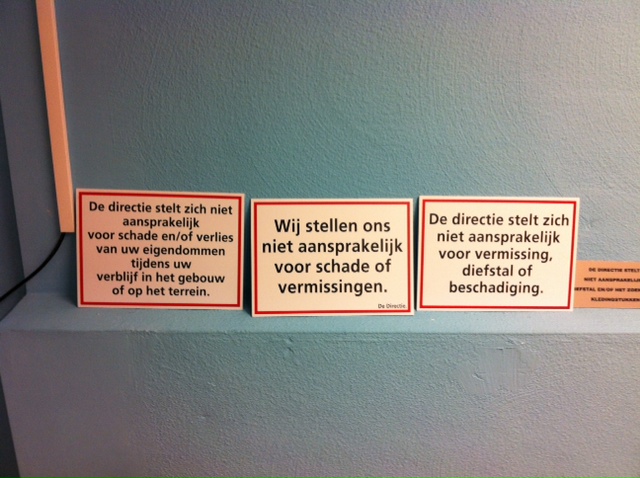 De directie stelt zich niet
aansprakelijk
voor schade en/of verlies
van uw eigendommen
tijdens uw
verblijf in het gebouw
of op het terrein.
Wij stellen ons
niet aansprakelijk
voor schade of
vermissingen.
De Directie.
De directie stelt zich
niet aansprakelijk
voor vermissing,
diefstal of
beschadiging.
DE DIRECTIE STELT
NIET
EN/OF HET